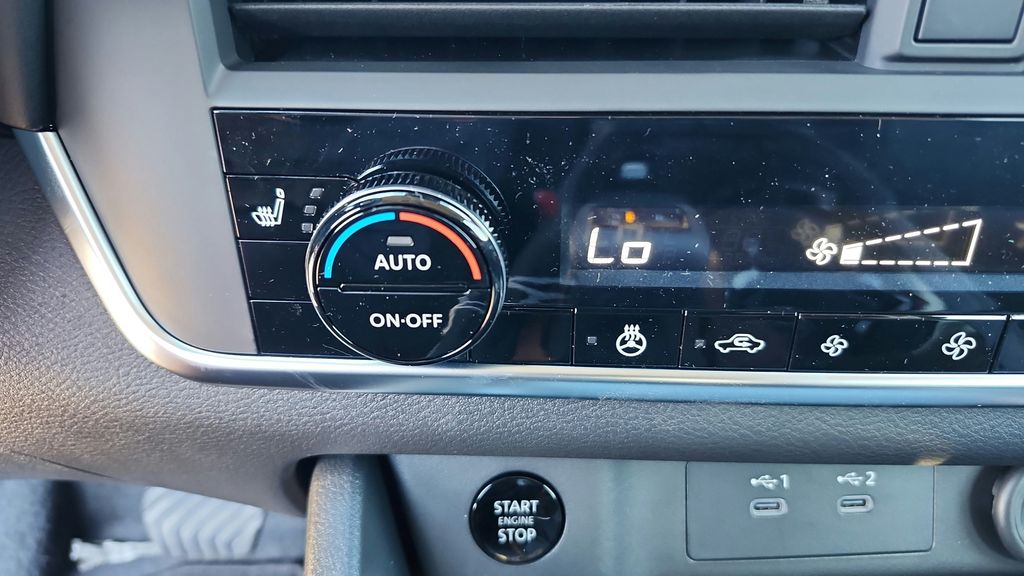 AUTO
ON·OFF
Lo
START
ENGINE
STOP
1
2